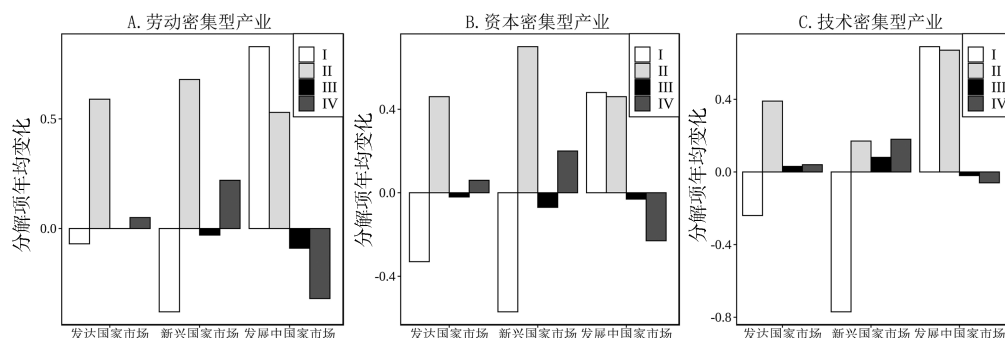 A.劳动密集型产业
分解项年均变化
0.5
0.0
I
II
III
IV
发达国家市场 新兴国家市场 发展中国家市场
B.资本密集型产业
分解项年均变化
0.4
0.0
-0.4
I
II
III
IV
发达国家市场 新兴国家市场 发展中国家市场
C.技术密集型产业
分解项年均变化
0.4
0.0
-0.4
-0.8
I
II
III
IV
发达国家市场 新兴国家市场 发展中国家市场